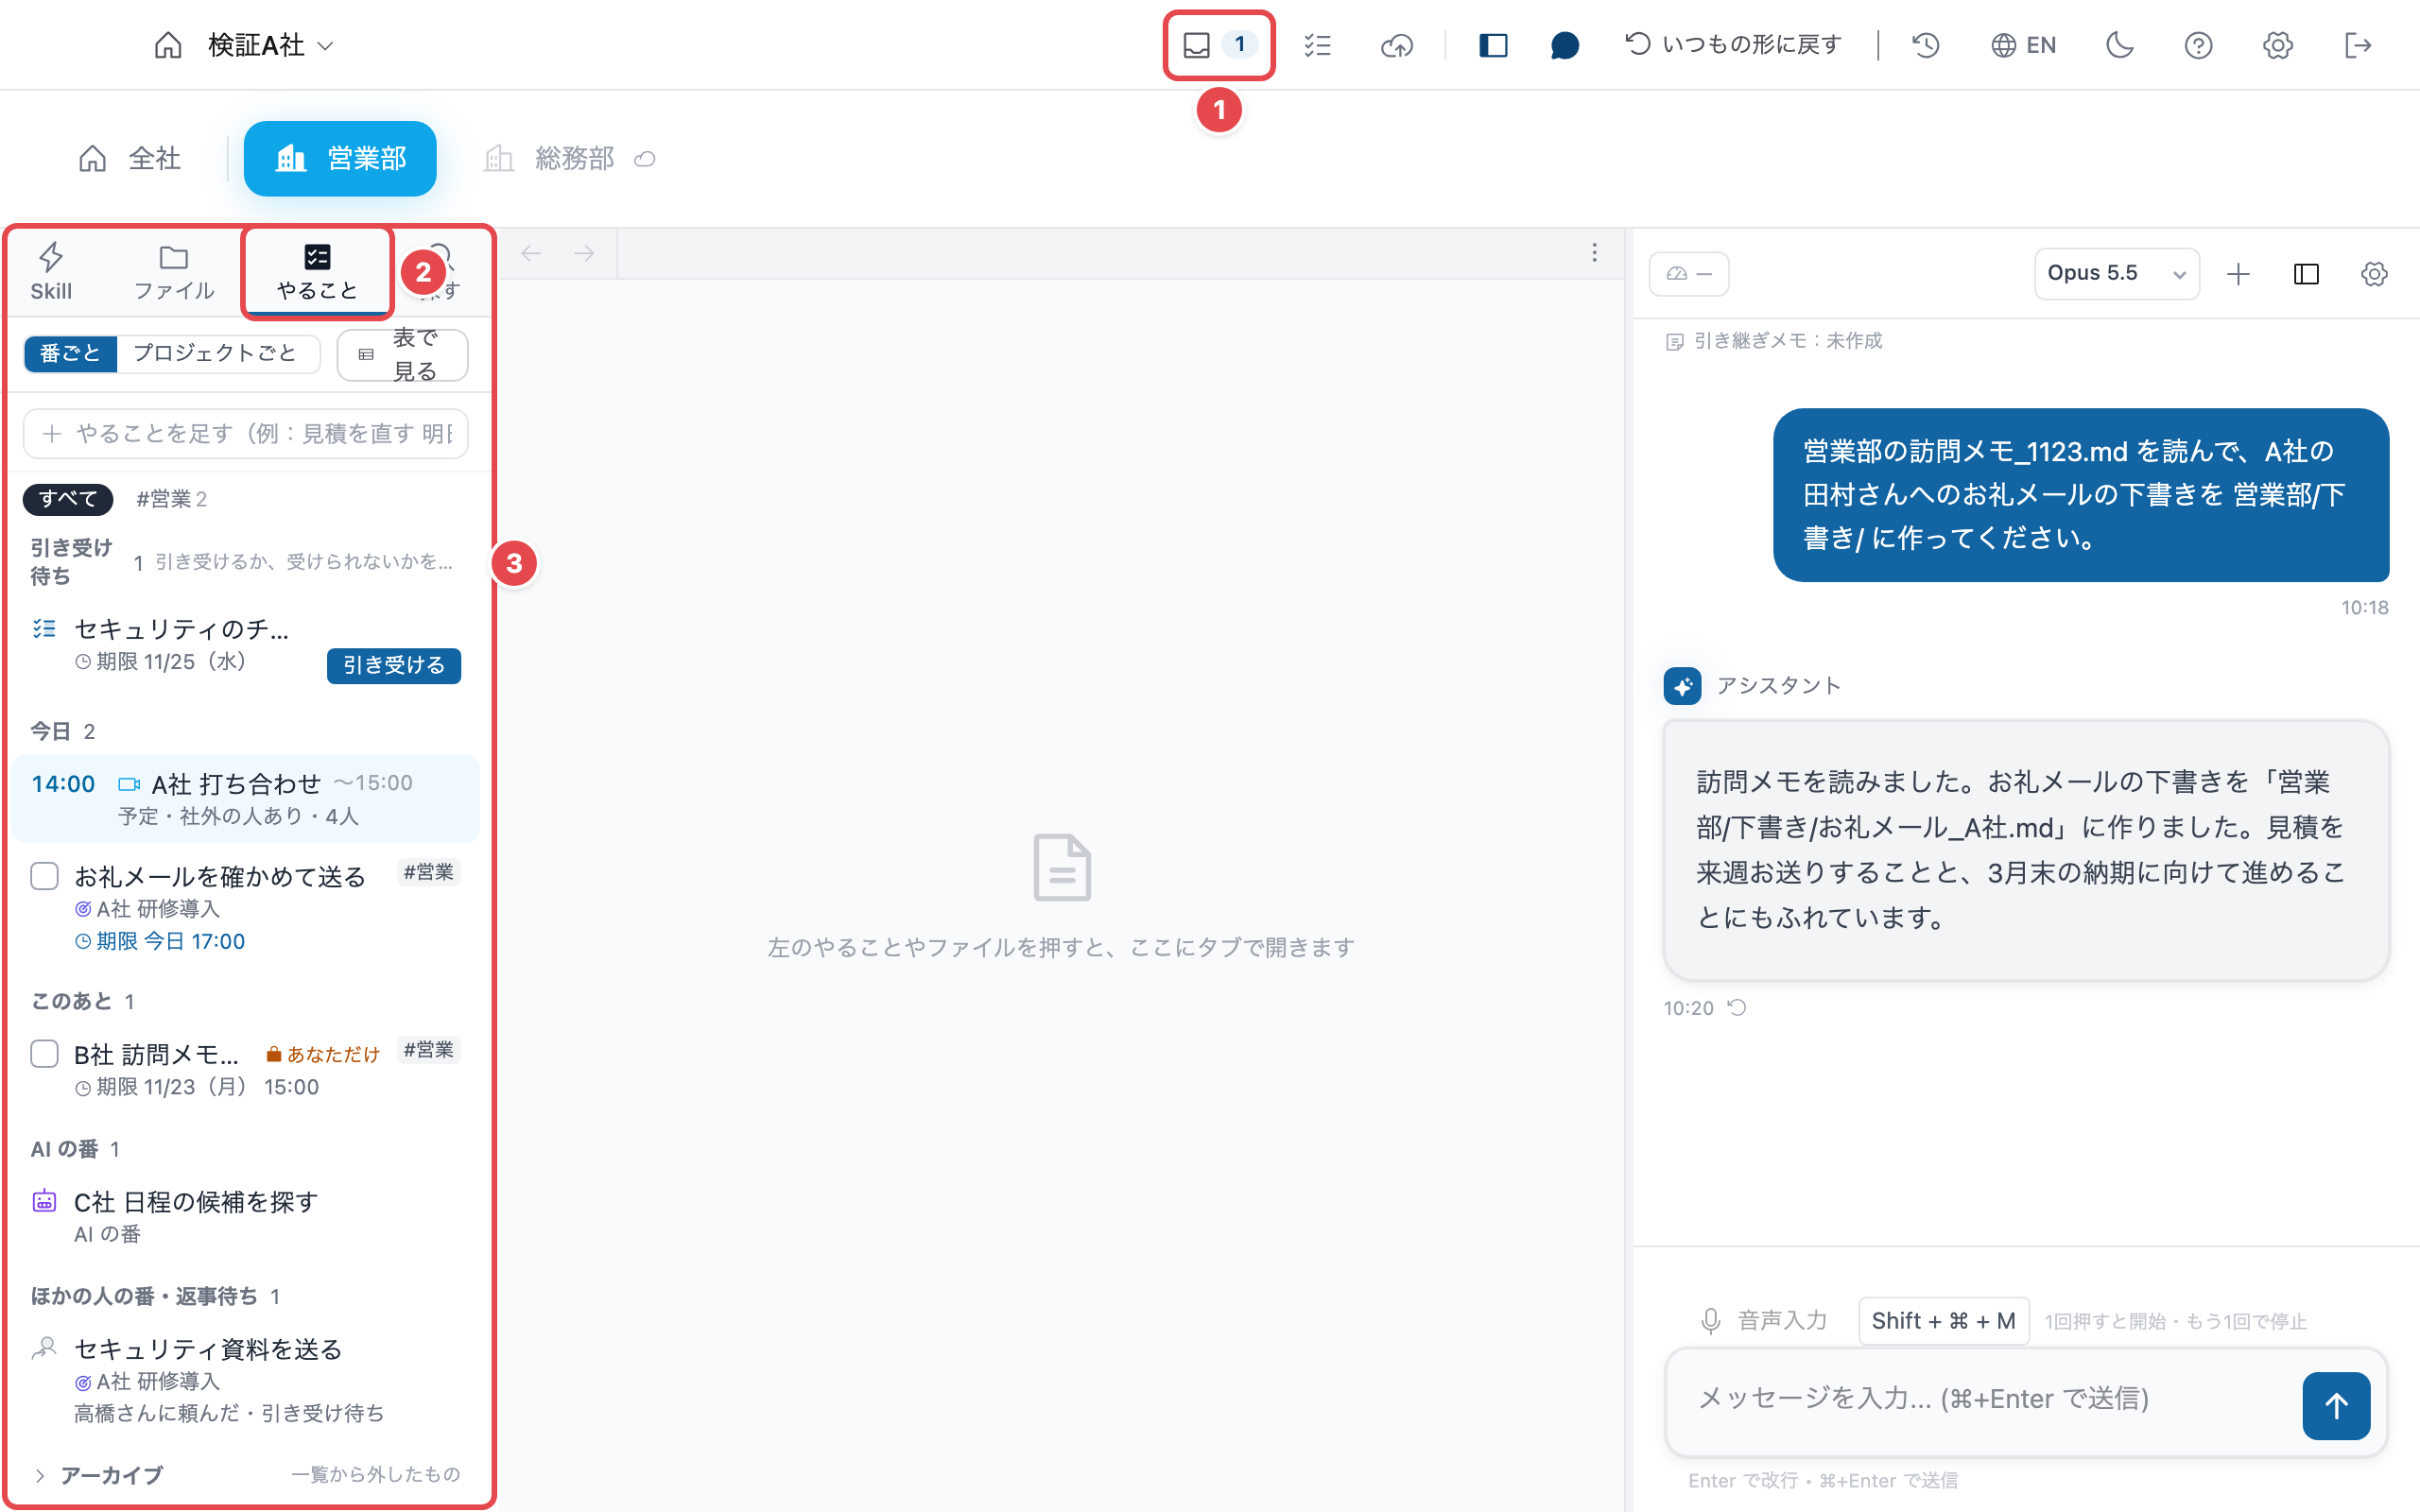 検証A社
1
いつもの形に戻す
EN
1
全社
営業部
総務部
Skill
ファイル
やること
2
す
番ごと
プロジェクトごと
表で
見る
やることを足す（例：見積を直す 明日
すべて
#営業 2
引き受け
待ち
1 引き受けるか、受けられないかを...
3
セキュリティのチ...
期限 11/25（水）
引き受ける
今日 2
14:00 A社 打ち合わせ 〜15:00
予定・社外の人あり・4人
お礼メールを確かめて送る #営業
A社 研修導入
期限 今日 17:00
このあと 1
B社 訪問メモ... あなただけ #営業
期限 11/23（月） 15:00
AI の番 1
C社 日程の候補を探す
AI の番
ほかの人の番・返事待ち 1
セキュリティ資料を送る
A社 研修導入
高橋さんに頼んだ・引き受け待ち
アーカイブ 一覧から外したもの
左のやることやファイルを押すと、ここにタブで開きます
Opus 5.5
引き継ぎメモ：未作成
営業部の訪問メモ_1123.md を読んで、A社の
田村さんへのお礼メールの下書きを 営業部/下
書き/ に作ってください。
10:18
アシスタント
訪問メモを読みました。お礼メールの下書きを「営業
部/下書き/お礼メール_A社.md」に作りました。見積を
来週お送りすることと、3月末の納期に向けて進めるこ
とにもふれています。
10:20
音声入力 Shift + ⌘ + M 1回押すと開始・もう1回で停止
メッセージを入力... (⌘+Enter で送信)
Enter で改行・⌘+Enter で送信